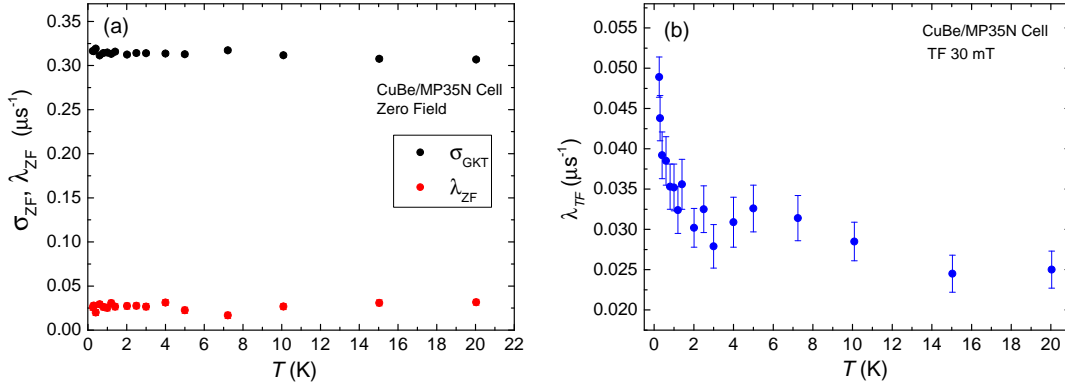 (a)
0.35
0.30
0.25
0.20
0.15
0.10
0.05
0.00
σZF, λZF (μs⁻¹)
CuBe/MP35N Cell
Zero Field
σGKT
λZF
0 2 4 6 8 10 12 14 16 18 20 22
T (K)
(b)
0.055
0.050
0.045
0.040
0.035
0.030
0.025
0.020
λTF (μs⁻¹)
CuBe/MP35N Cell
TF 30 mT
0 2 4 6 8 10 12 14 16 18 20
T (K)